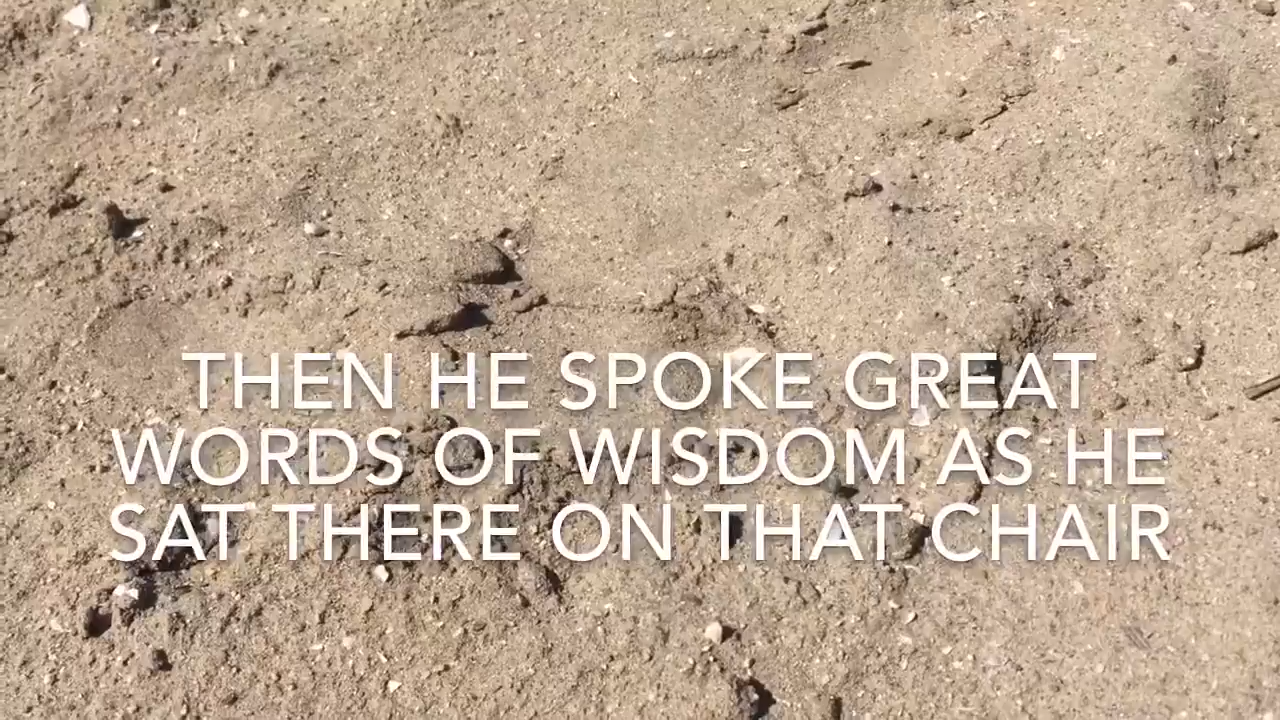 THEN HE SPOKE GREAT
WORDS OF WISDOM AS HE
SAT THERE ON THAT CHAIR